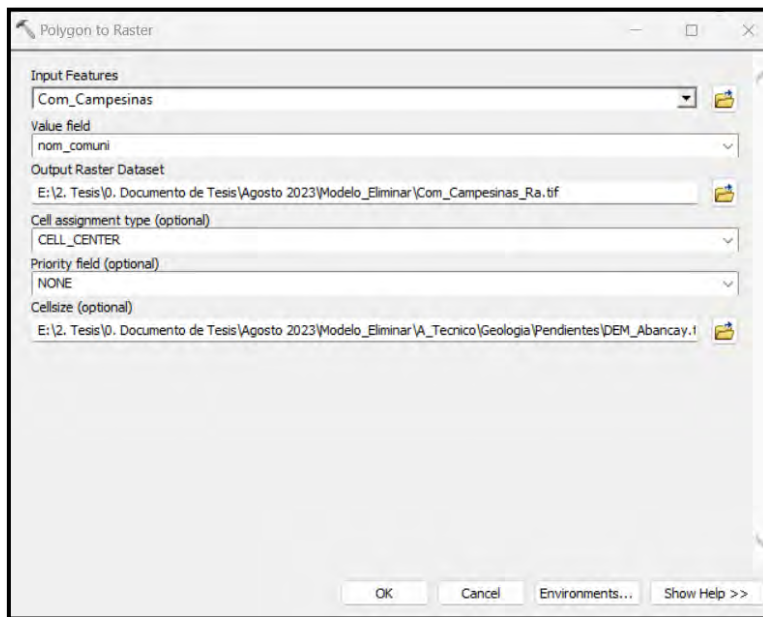 Polygon to Raster
Input Features
Com_Campesinas
Value field
nom_comuni
Output Raster Dataset
E:\2. Tesis\0. Documento de Tesis\Agosto 2023\Modelo_Eliminar\Com_Campesinas_Ra.tif
Cell assignment type (optional)
CELL_CENTER
Priority field (optional)
NONE
Cellsize (optional)
E:\2. Tesis\0. Documento de Tesis\Agosto 2023\Modelo_Eliminar\A_Tecnico\Geologia\Pendientes\DEM_Abancay.t
OK Cancel Environments... Show Help >>